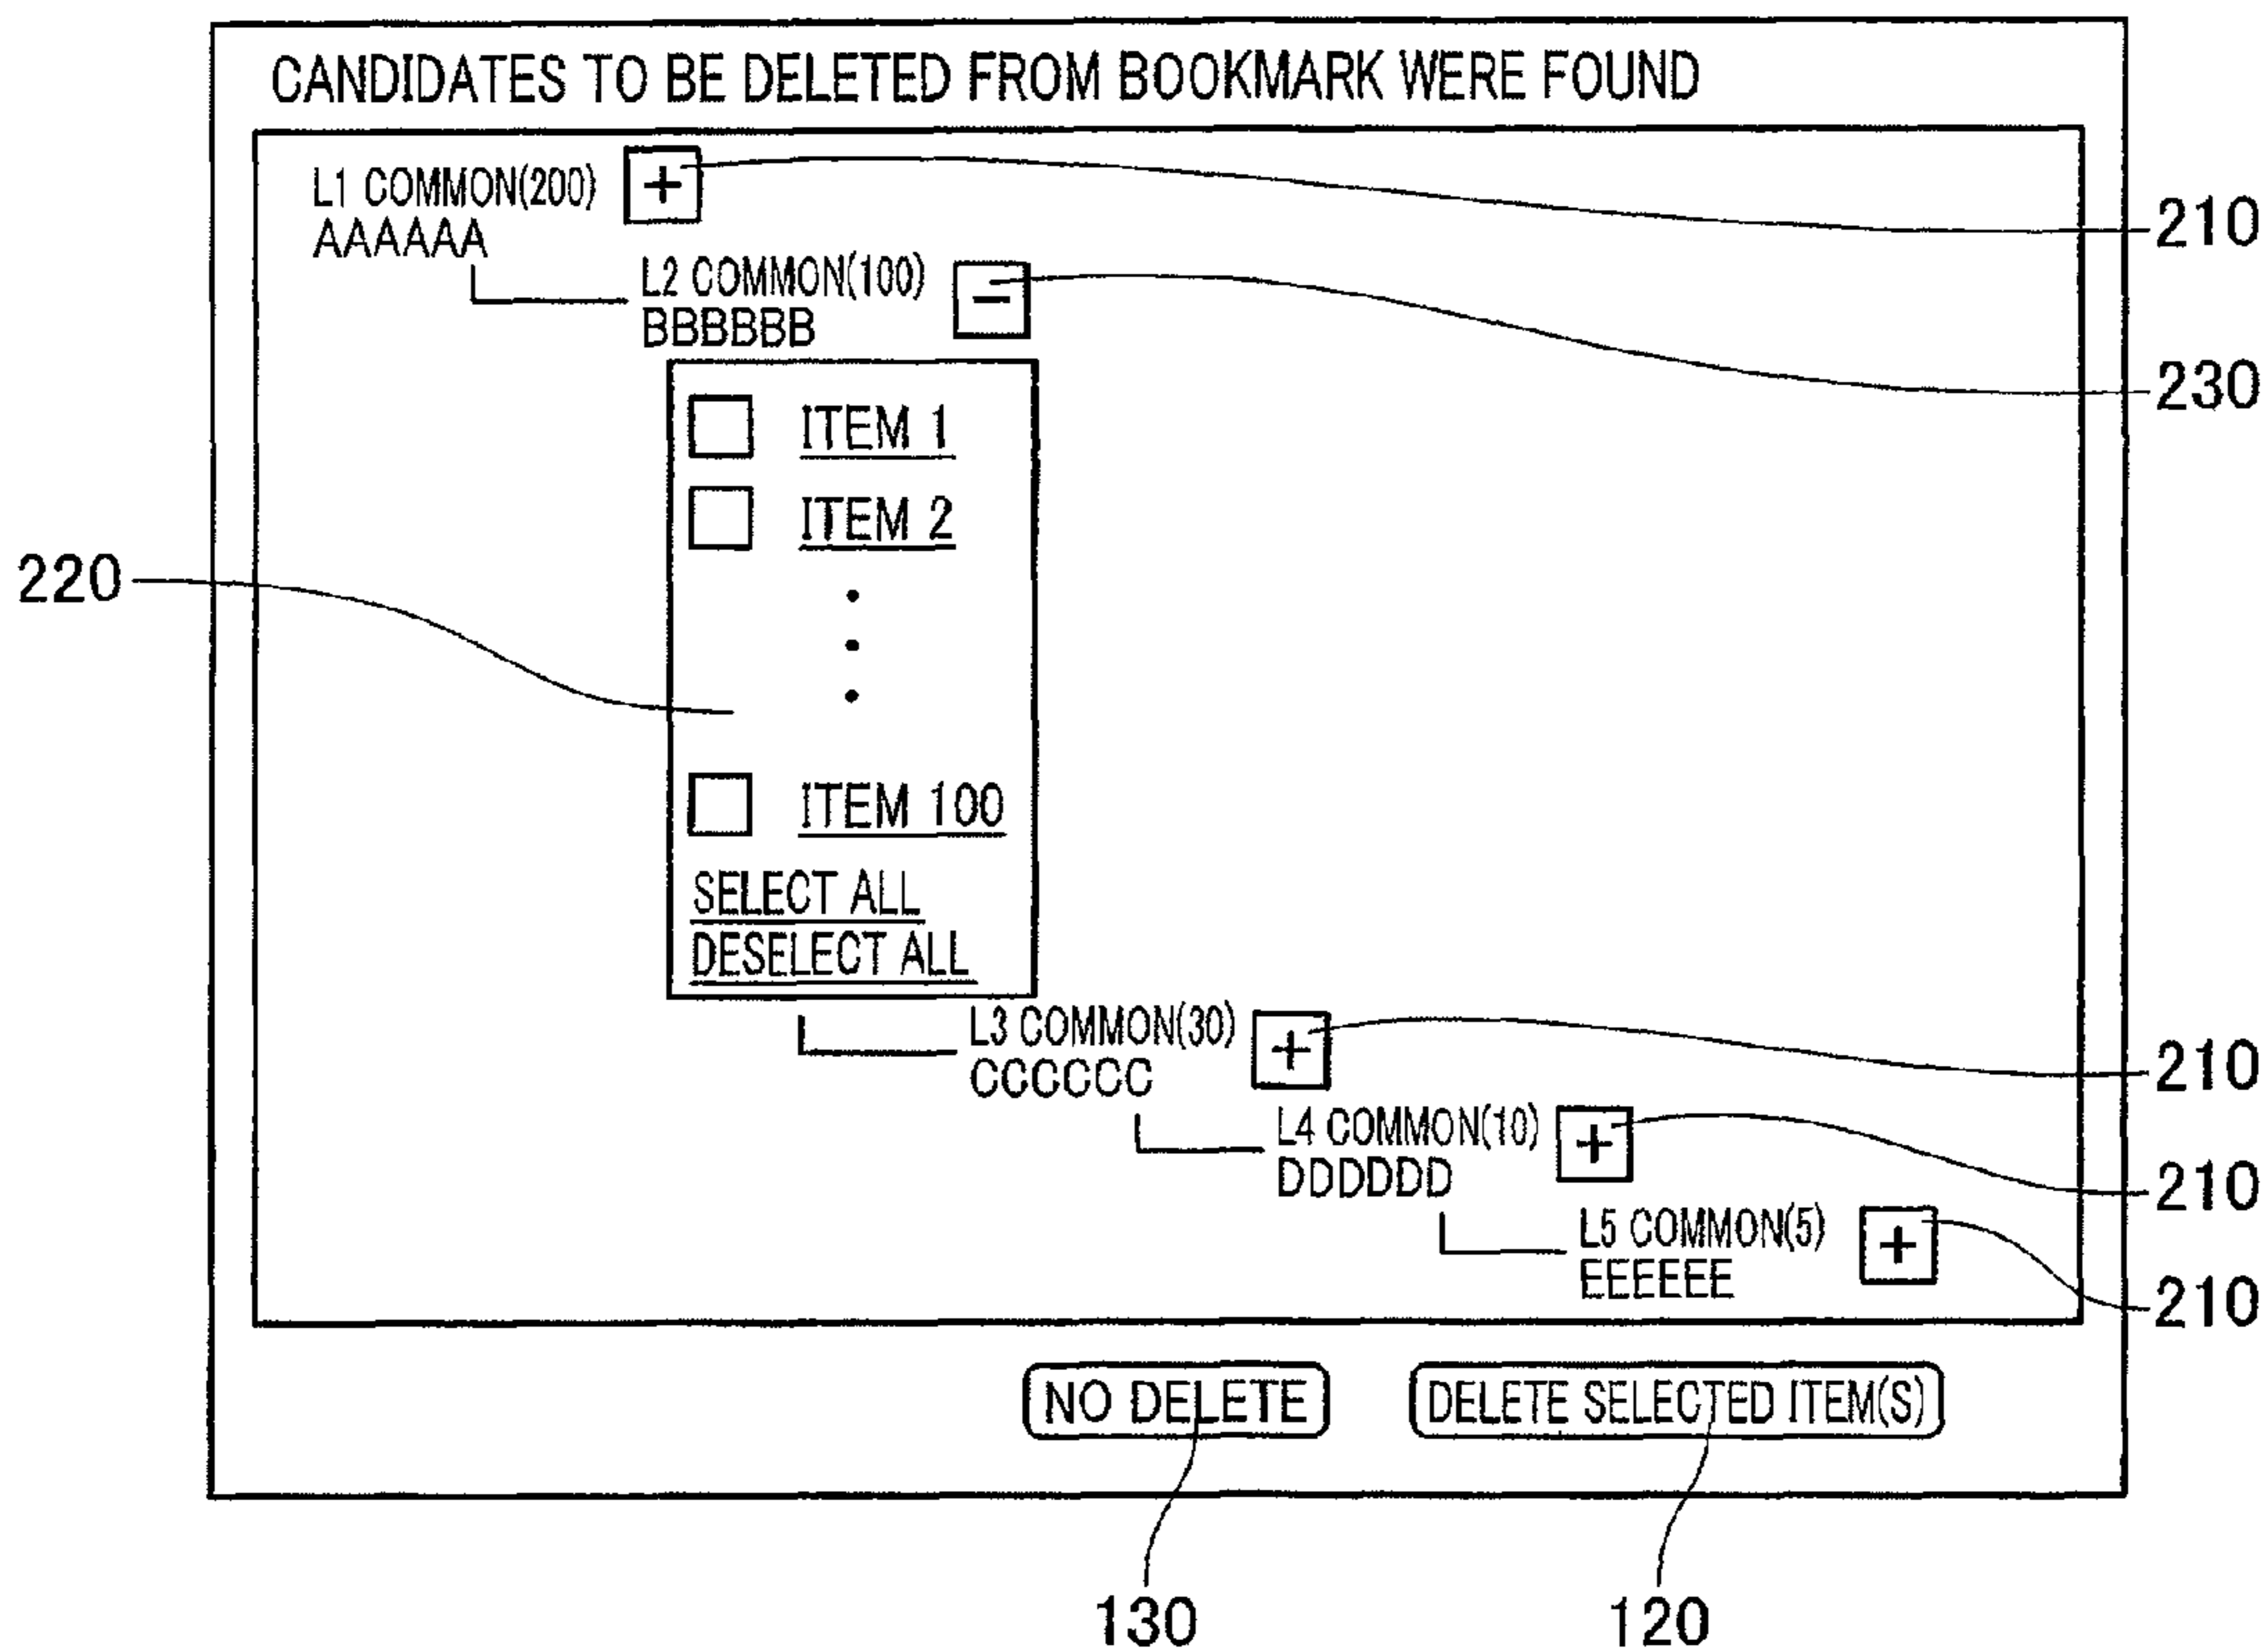 CANDIDATES TO BE DELETED FROM BOOKMARK WERE FOUND
L1 COMMON(200) +
AAAAAA
210
L2 COMMON(100) −
BBBBBB
230
ITEM 1
ITEM 2
220
ITEM 100
SELECT ALL
DESELECT ALL
L3 COMMON(30) +
CCCCCC
210
L4 COMMON(10) +
DDDDDD
210
L5 COMMON(5) +
EEEEEE
210
NO DELETE
DELETE SELECTED ITEM(S)
130
120